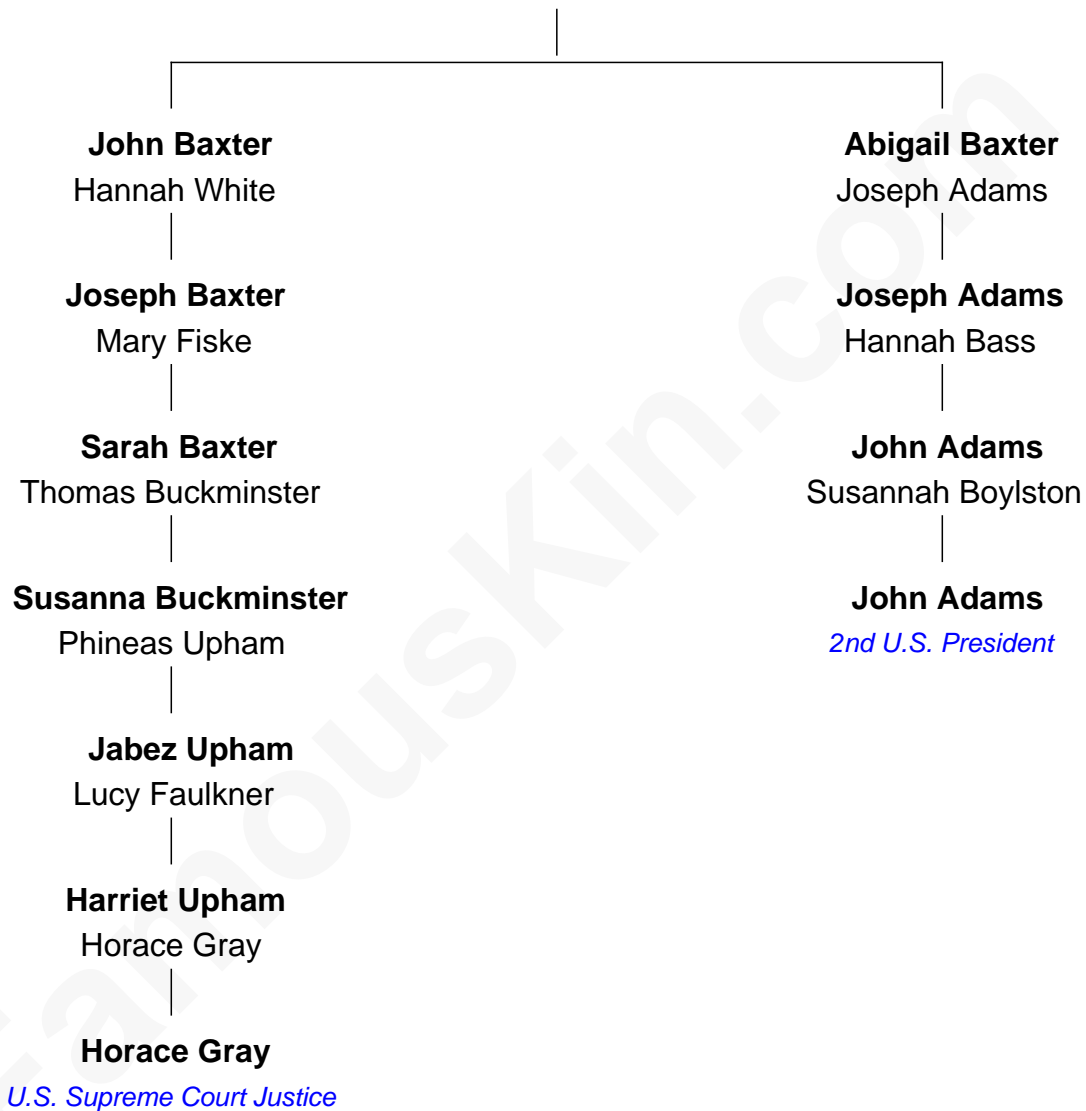 John Baxter
Hannah White
Abigail Baxter
Joseph Adams
Joseph Baxter
Mary Fiske
Joseph Adams
Hannah Bass
Sarah Baxter
Thomas Buckminster
John Adams
Susannah Boylston
Susanna Buckminster
Phineas Upham
John Adams
2nd U.S. President
Jabez Upham
Lucy Faulkner
Harriet Upham
Horace Gray
Horace Gray
U.S. Supreme Court Justice
FamousKin.com